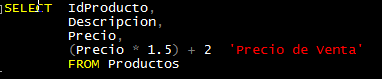 SELECT IdProducto,
Descripcion,
Precio,
(Precio * 1.5) + 2 'Precio de Venta'
FROM Productos